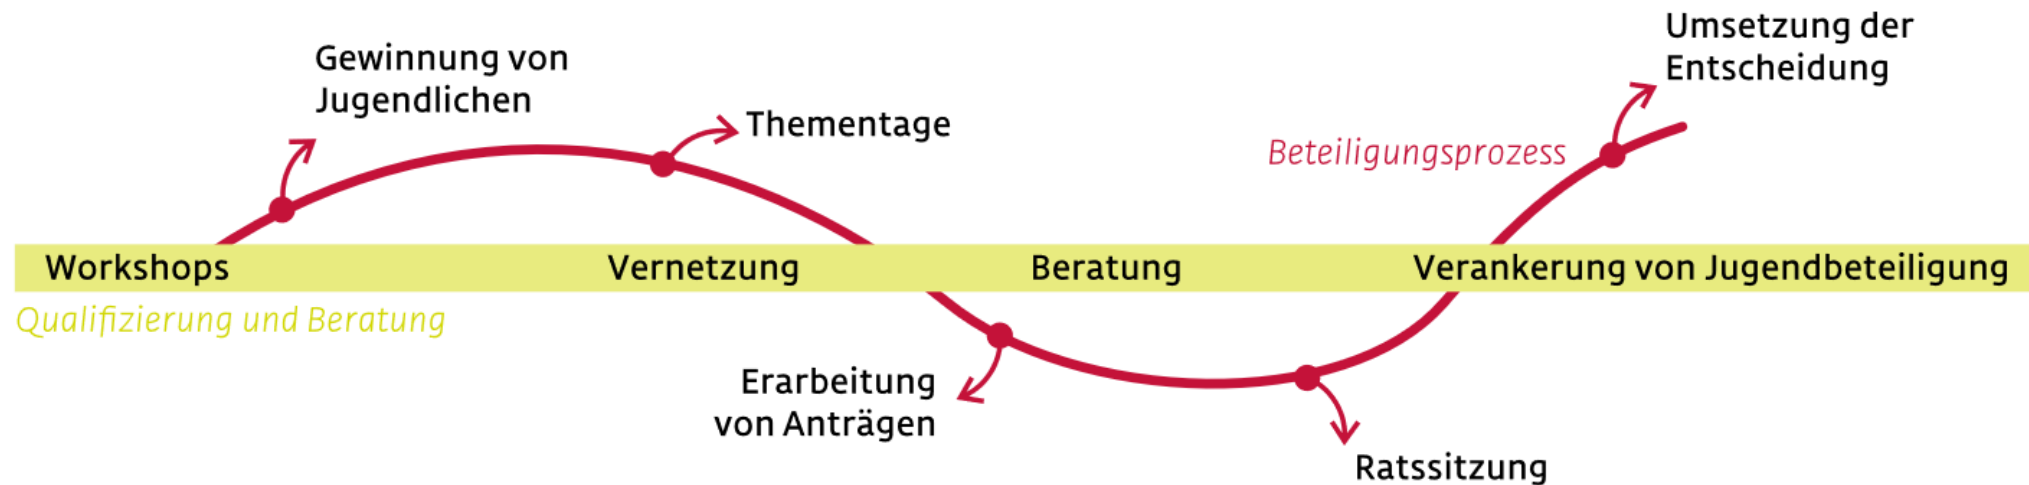 Umsetzung der
Entscheidung
Gewinnung von
Jugendlichen
Thementage
Beteiligungsprozess
Workshops Vernetzung Beratung Verankerung von Jugendbeteiligung
Qualifizierung und Beratung
Erarbeitung
von Anträgen
Ratssitzung